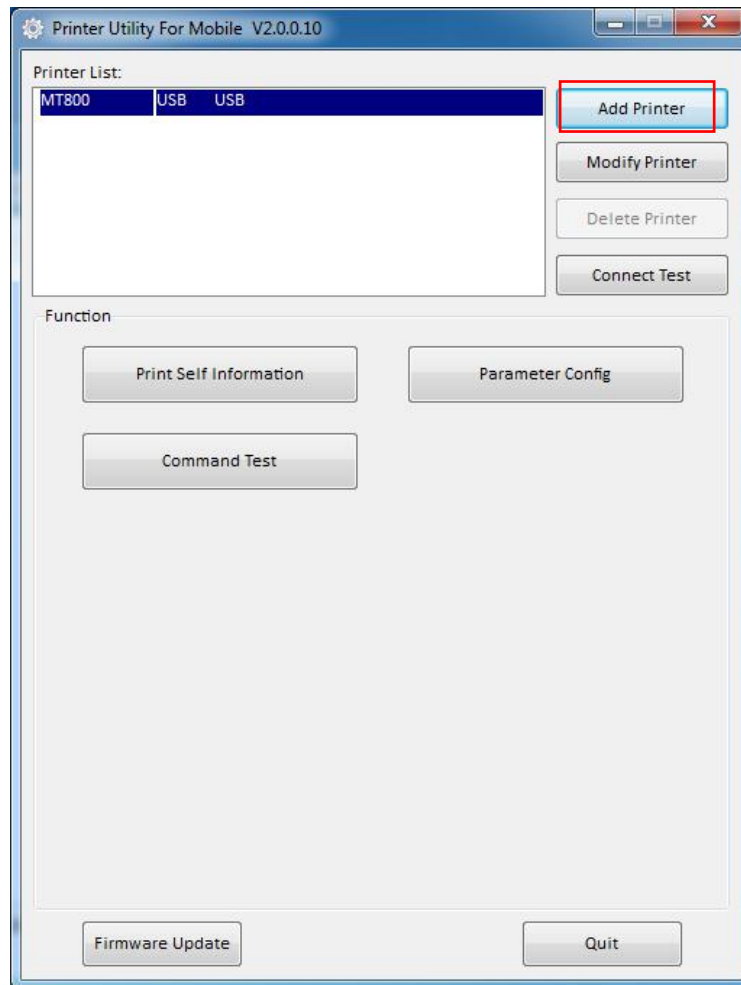 Printer Utility For Mobile V2.0.0.10
Printer List:
MT800 USB USB
Add Printer
Modify Printer
Delete Printer
Connect Test
Function
Print Self Information
Parameter Config
Command Test
Firmware Update
Quit